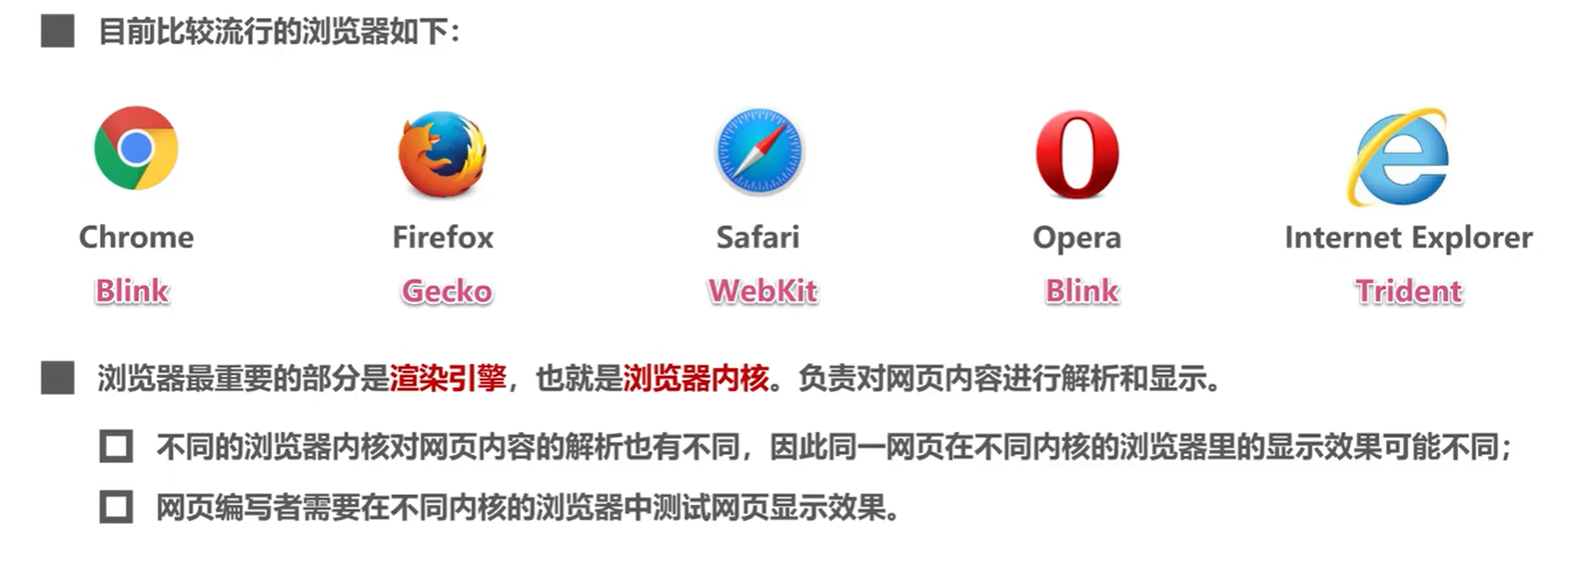 目前比较流行的浏览器如下：
Chrome Firefox Safari Opera Internet Explorer
Blink Gecko WebKit Blink Trident
浏览器最重要的部分是渲染引擎，也就是浏览器内核。负责对网页内容进行解析和显示。
不同的浏览器内核对网页内容的解析也有不同，因此同一网页在不同内核的浏览器里的显示效果可能不同；
网页编写者需要在不同内核的浏览器中测试网页显示效果。